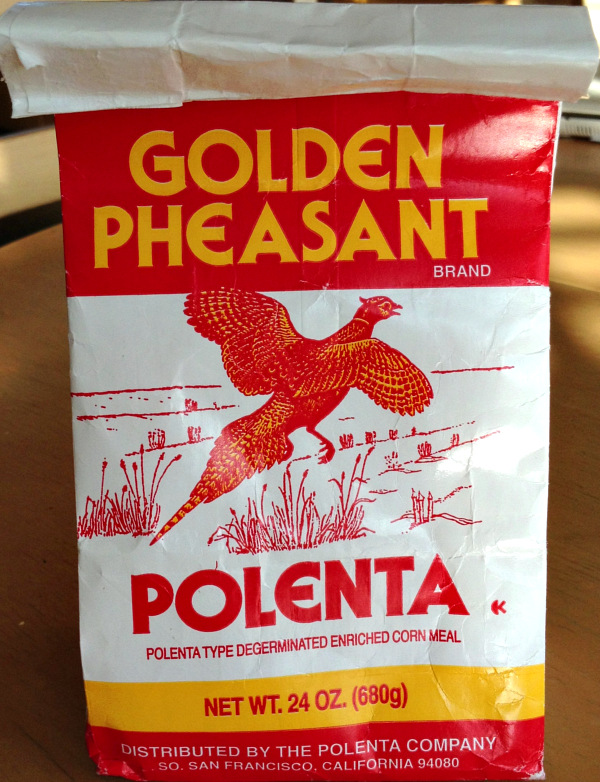 GOLDEN
PHEASANT
BRAND
POLENTA K
POLENTA TYPE DEGERMINATED ENRICHED CORN MEAL
NET WT. 24 OZ. (680g)
DISTRIBUTED BY THE POLENTA COMPANY
SO. SAN FRANCISCO, CALIFORNIA 94080